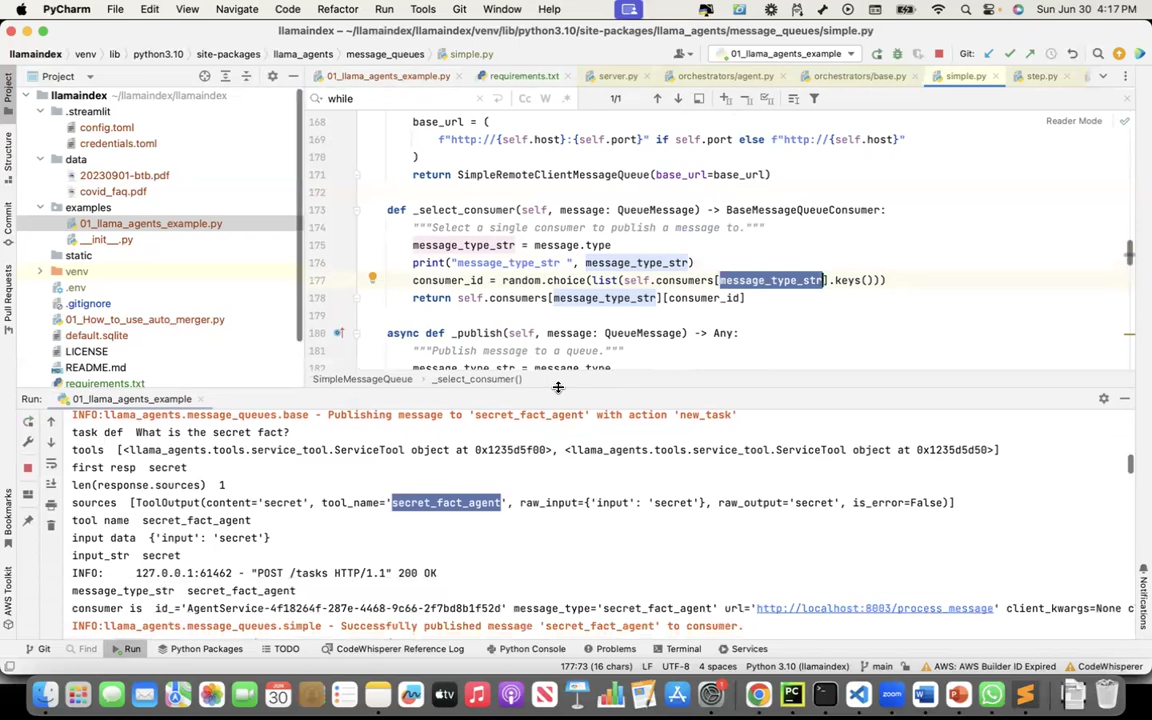 PyCharm File Edit View Navigate Code Refactor Run Tools Git Window Help Sun Jun 30 4:17 PM
llamaindex – llamaindex/venv/lib/python3.10/site-packages/llama_agents/message_queues/simple.py
llamaindex venv lib python3.10 site-packages llama_agents message_queues simple.py 01_llama_agents_example Git:
Project 01_llama_agents_example.py requirements.txt server.py orchestrators/agent.py orchestrators/base.py simple.py step.py
llamaindex ~/llamaindex/llamaindex
.streamlit
config.toml
credentials.toml
data
20230901-btb.pdf
covid_faq.pdf
examples
01_llama_agents_example.py
__init__.py
static
venv
.env
.gitignore
01_How_to_use_auto_merger.py
default.sqlite
LICENSE
README.md
requirements.txt
Project
Structure
Commit
Pull Requests
Bookmarks
AWS Toolkit
Notifications
while Cc W .* 1/1
Reader Mode
168 base_url = (
169 f"http://{self.host}:{self.port}" if self.port else f"http://{self.host}"
170 )
171 return SimpleRemoteClientMessageQueue(base_url=base_url)
172
173 def _select_consumer(self, message: QueueMessage) -> BaseMessageQueueConsumer:
174 """Select a single consumer to publish a message to."""
175 message_type_str = message.type
176 print("message_type_str ", message_type_str)
177 consumer_id = random.choice(list(self.consumers[message_type_str].keys()))
178 return self.consumers[message_type_str][consumer_id]
179
180 async def _publish(self, message: QueueMessage) -> Any:
181 """Publish message to a queue."""
182 message_type_str = message.type
SimpleMessageQueue _select_consumer()
Run: 01_llama_agents_example
INFO:llama_agents.message_queues.base - Publishing message to 'secret_fact_agent' with action 'new_task'
task def What is the secret fact?
tools [<llama_agents.tools.service_tool.ServiceTool object at 0x1235d5f00>, <llama_agents.tools.service_tool.ServiceTool object at 0x1235d5d50>]
first resp secret
len(response.sources) 1
sources [ToolOutput(content='secret', tool_name='secret_fact_agent', raw_input={'input': 'secret'}, raw_output='secret', is_error=False)]
tool name secret_fact_agent
input data {'input': 'secret'}
input_str secret
INFO: 127.0.0.1:61462 - "POST /tasks HTTP/1.1" 200 OK
message_type_str secret_fact_agent
consumer is id_='AgentService-4f18264f-287e-4468-9c66-2f7bd8b1f52d' message_type='secret_fact_agent' url='http://localhost:8003/process_message' client_kwargs=None c
INFO:llama_agents.message_queues.simple - Successfully published message 'secret_fact_agent' to consumer.
Git Find Run Python Packages TODO CodeWhisperer Reference Log Python Console Problems Terminal Services
177:73 (16 chars) LF UTF-8 4 spaces Python 3.10 (llamaindex) main AWS: AWS Builder ID Expired CodeWhisperer